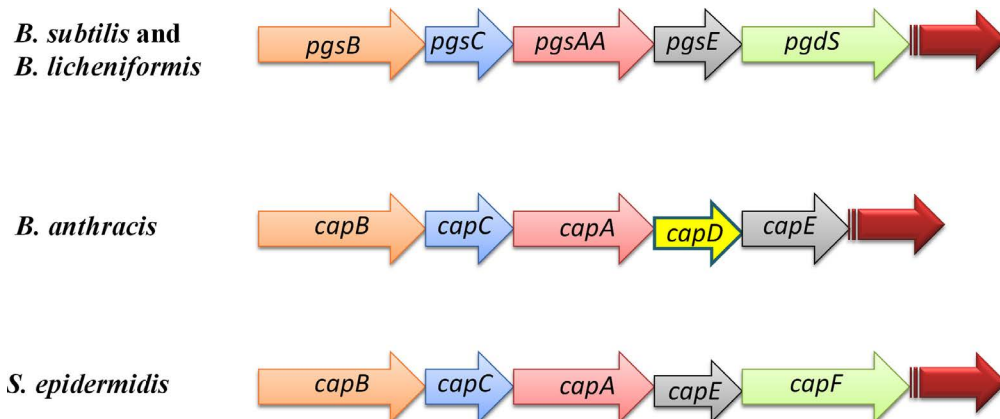 B. subtilis and
B. licheniformis
pgsB pgsC pgsAA pgsE pgdS
B. anthracis
capB capC capA capD capE
S. epidermidis
capB capC capA capE capF